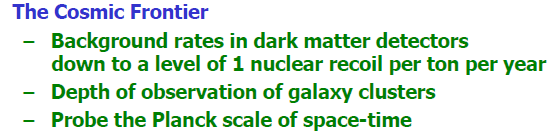 The Cosmic Frontier
– Background rates in dark matter detectors
down to a level of 1 nuclear recoil per ton per year
– Depth of observation of galaxy clusters
– Probe the Planck scale of space-time